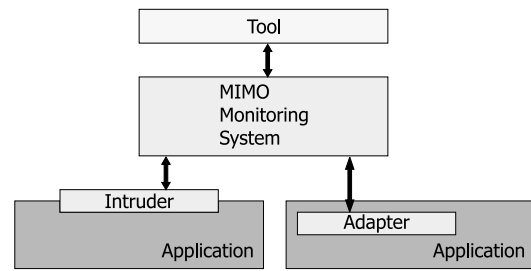 Tool
MIMO
Monitoring
System
Intruder
Application
Adapter
Application